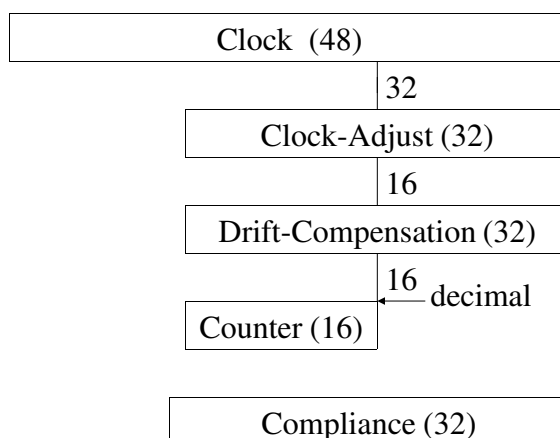 Clock (48)
32
Clock-Adjust (32)
16
Drift-Compensation (32)
16
decimal
Counter (16)
Compliance (32)